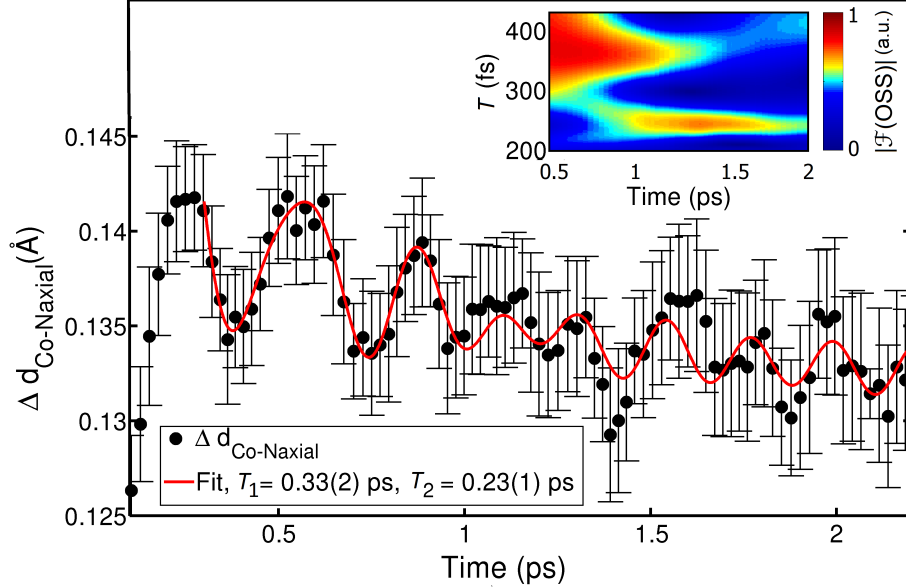 400
300
200
T (fs)
0.5
1
1.5
2
Time (ps)
1
0
|ℱ(OSS)| (a.u.)
0.145
0.14
0.135
0.13
0.125
Δ dCo-Naxial(Å)
Δ dCo-Naxial
Fit, T1= 0.33(2) ps, T2 = 0.23(1) ps
0.5
1
1.5
2
Time (ps)